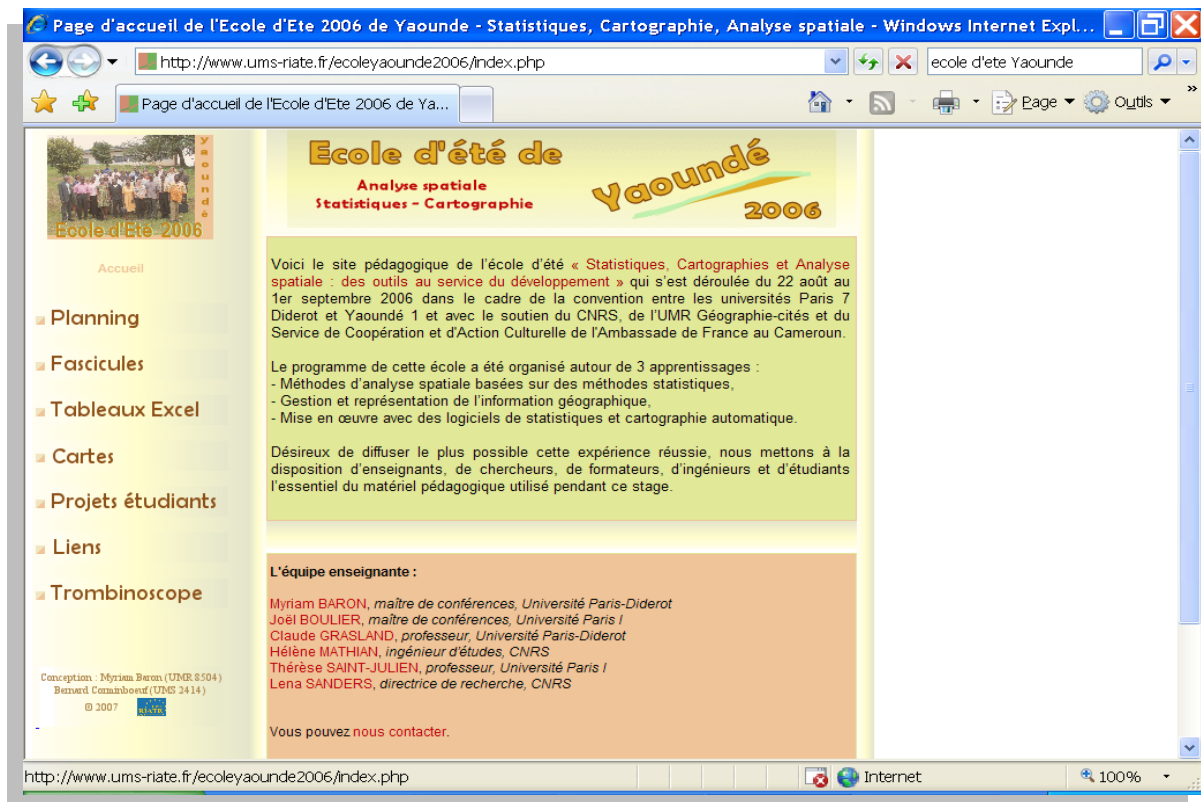 Page d'accueil de l'Ecole d'Ete 2006 de Yaounde - Statistiques, Cartographie, Analyse spatiale - Windows Internet Expl...
http://www.ums-riate.fr/ecoleyaounde2006/index.php
ecole d'ete Yaounde
Page d'accueil de l'Ecole d'Ete 2006 de Ya...
Page
Outils
»
yaoundé
Ecole d'Eté 2006
Accueil
Planning
Fascicules
Tableaux Excel
Cartes
Projets étudiants
Liens
Trombinoscope
Conception : Myriam Baron (UMR 8504)
Bernard Corminboeuf (UMS 2414)
© 2007
RIATE
Ecole d'été de
Yaoundé
Analyse spatiale
Statistiques - Cartographie
2006
Voici le site pédagogique de l'école d'été « Statistiques, Cartographies et Analyse
spatiale : des outils au service du développement » qui s'est déroulée du 22 août au
1er septembre 2006 dans le cadre de la convention entre les universités Paris 7
Diderot et Yaoundé 1 et avec le soutien du CNRS, de l'UMR Géographie-cités et du
Service de Coopération et d'Action Culturelle de l'Ambassade de France au Cameroun.
Le programme de cette école a été organisé autour de 3 apprentissages :
- Méthodes d'analyse spatiale basées sur des méthodes statistiques,
- Gestion et représentation de l'information géographique,
- Mise en œuvre avec des logiciels de statistiques et cartographie automatique.
Désireux de diffuser le plus possible cette expérience réussie, nous mettons à la
disposition d'enseignants, de chercheurs, de formateurs, d'ingénieurs et d'étudiants
l'essentiel du matériel pédagogique utilisé pendant ce stage.
L'équipe enseignante :
Myriam BARON, maître de conférences, Université Paris-Diderot
Joël BOULIER, maître de conférences, Université Paris I
Claude GRASLAND, professeur, Université Paris-Diderot
Hélène MATHIAN, ingénieur d'études, CNRS
Thérèse SAINT-JULIEN, professeur, Université Paris I
Lena SANDERS, directrice de recherche, CNRS
Vous pouvez nous contacter.
http://www.ums-riate.fr/ecoleyaounde2006/index.php
Internet
100%